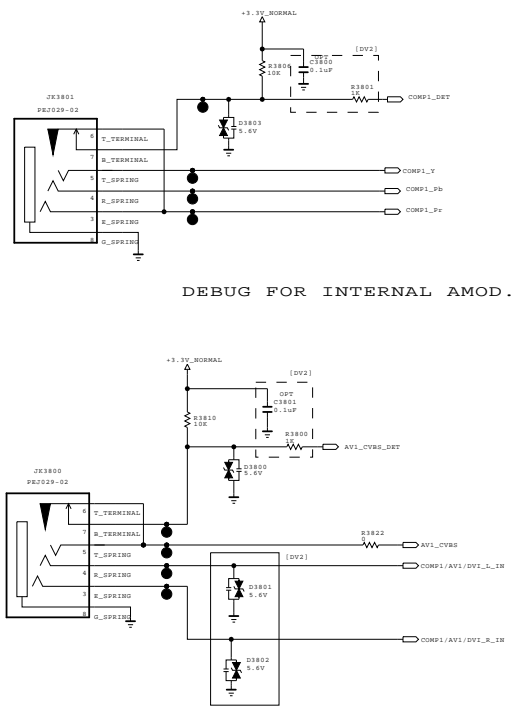 +3.3V_NORMAL
[DV2]
OPT
R3806
10K
C3800
0.1uF
R3801
1K
COMP1_DET
JK3801
PEJ029-02
D3803
5.6V
6
T_TERMINAL
7
B_TERMINAL
5
T_SPRING
COMP1_Y
4
R_SPRING
COMP1_Pb
3
E_SPRING
COMP1_Pr
8
G_SPRING
DEBUG FOR INTERNAL AMOD.
+3.3V_NORMAL
[DV2]
OPT
C3801
0.1uF
R3810
10K
R3800
1K
AV1_CVBS_DET
JK3800
PEJ029-02
D3800
5.6V
6
T_TERMINAL
7
B_TERMINAL
R3822
0
AV1_CVBS
5
T_SPRING
[DV2]
COMP1/AV1/DVI_L_IN
4
R_SPRING
D3801
5.6V
3
E_SPRING
8
G_SPRING
COMP1/AV1/DVI_R_IN
D3802
5.6V